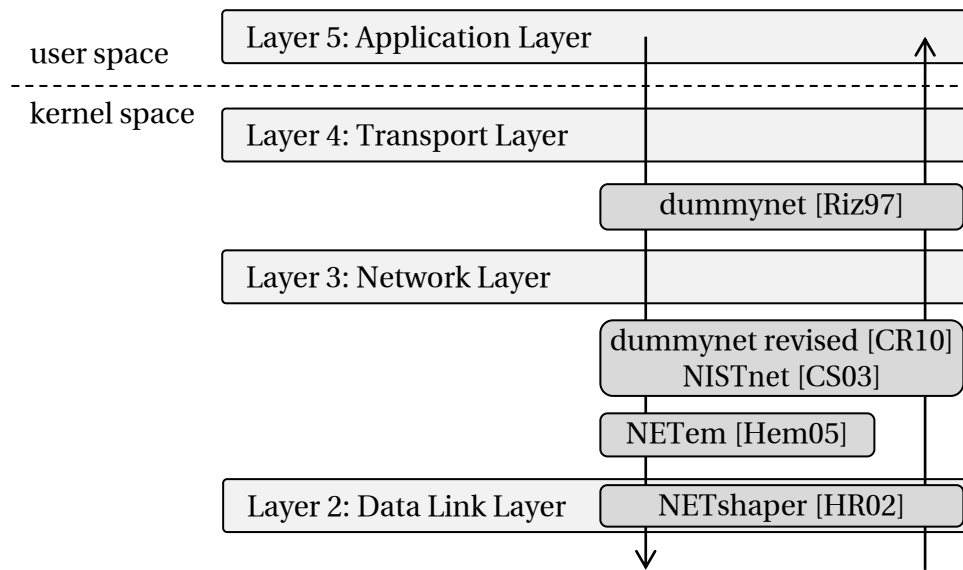 Layer 5: Application Layer
user space
kernel space
Layer 4: Transport Layer
dummynet [Riz97]
Layer 3: Network Layer
dummynet revised [CR10]
NISTnet [CS03]
NETem [Hem05]
Layer 2: Data Link Layer
NETshaper [HR02]